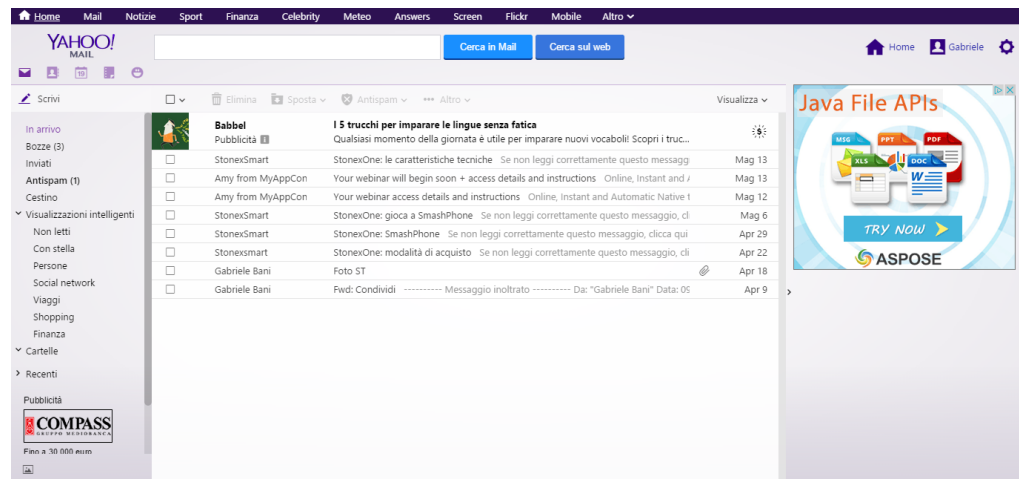 Home Mail Notizie Sport Finanza Celebrity Meteo Answers Screen Flickr Mobile Altro
YAHOO!
MAIL
Cerca in Mail Cerca sul web Home Gabriele
19
Scrivi
Elimina Sposta Antispam Altro Visualizza
In arrivo
Bozze (3)
Inviati
Antispam (1)
Cestino
Visualizzazioni intelligenti
Non letti
Con stella
Persone
Social network
Viaggi
Shopping
Finanza
Cartelle
Recenti
Pubblicità
COMPASS
GRUPPO MEDIOBANCA
Fino a 30.000 euro
Babbel I 5 trucchi per imparare le lingue senza fatica
Pubblicità Qualsiasi momento della giornata è utile per imparare nuovi vocaboli! Scopri i truc...
StonexSmart StonexOne: le caratteristiche tecniche Se non leggi correttamente questo messagg Mag 13
Amy from MyAppCon Your webinar will begin soon + access details and instructions Online, Instant and Mag 13
Amy from MyAppCon Your webinar access details and instructions Online, Instant and Automatic Native t Mag 12
StonexSmart StonexOne: gioca a SmashPhone Se non leggi correttamente questo messaggio, cl Mag 6
StonexSmart StonexOne: SmashPhone Se non leggi correttamente questo messaggio, clicca qui Apr 29
Stonexsmart StonexOne: modalità di acquisto Se non leggi correttamente questo messaggio, cli Apr 22
Gabriele Bani Foto ST Apr 18
Gabriele Bani Fwd: Condividi ---------- Messaggio inoltrato ---------- Da: "Gabriele Bani" Data: 09 Apr 9
Java File APIs
MSG PPT PDF
XLS DOC
W
TRY NOW
ASPOSE